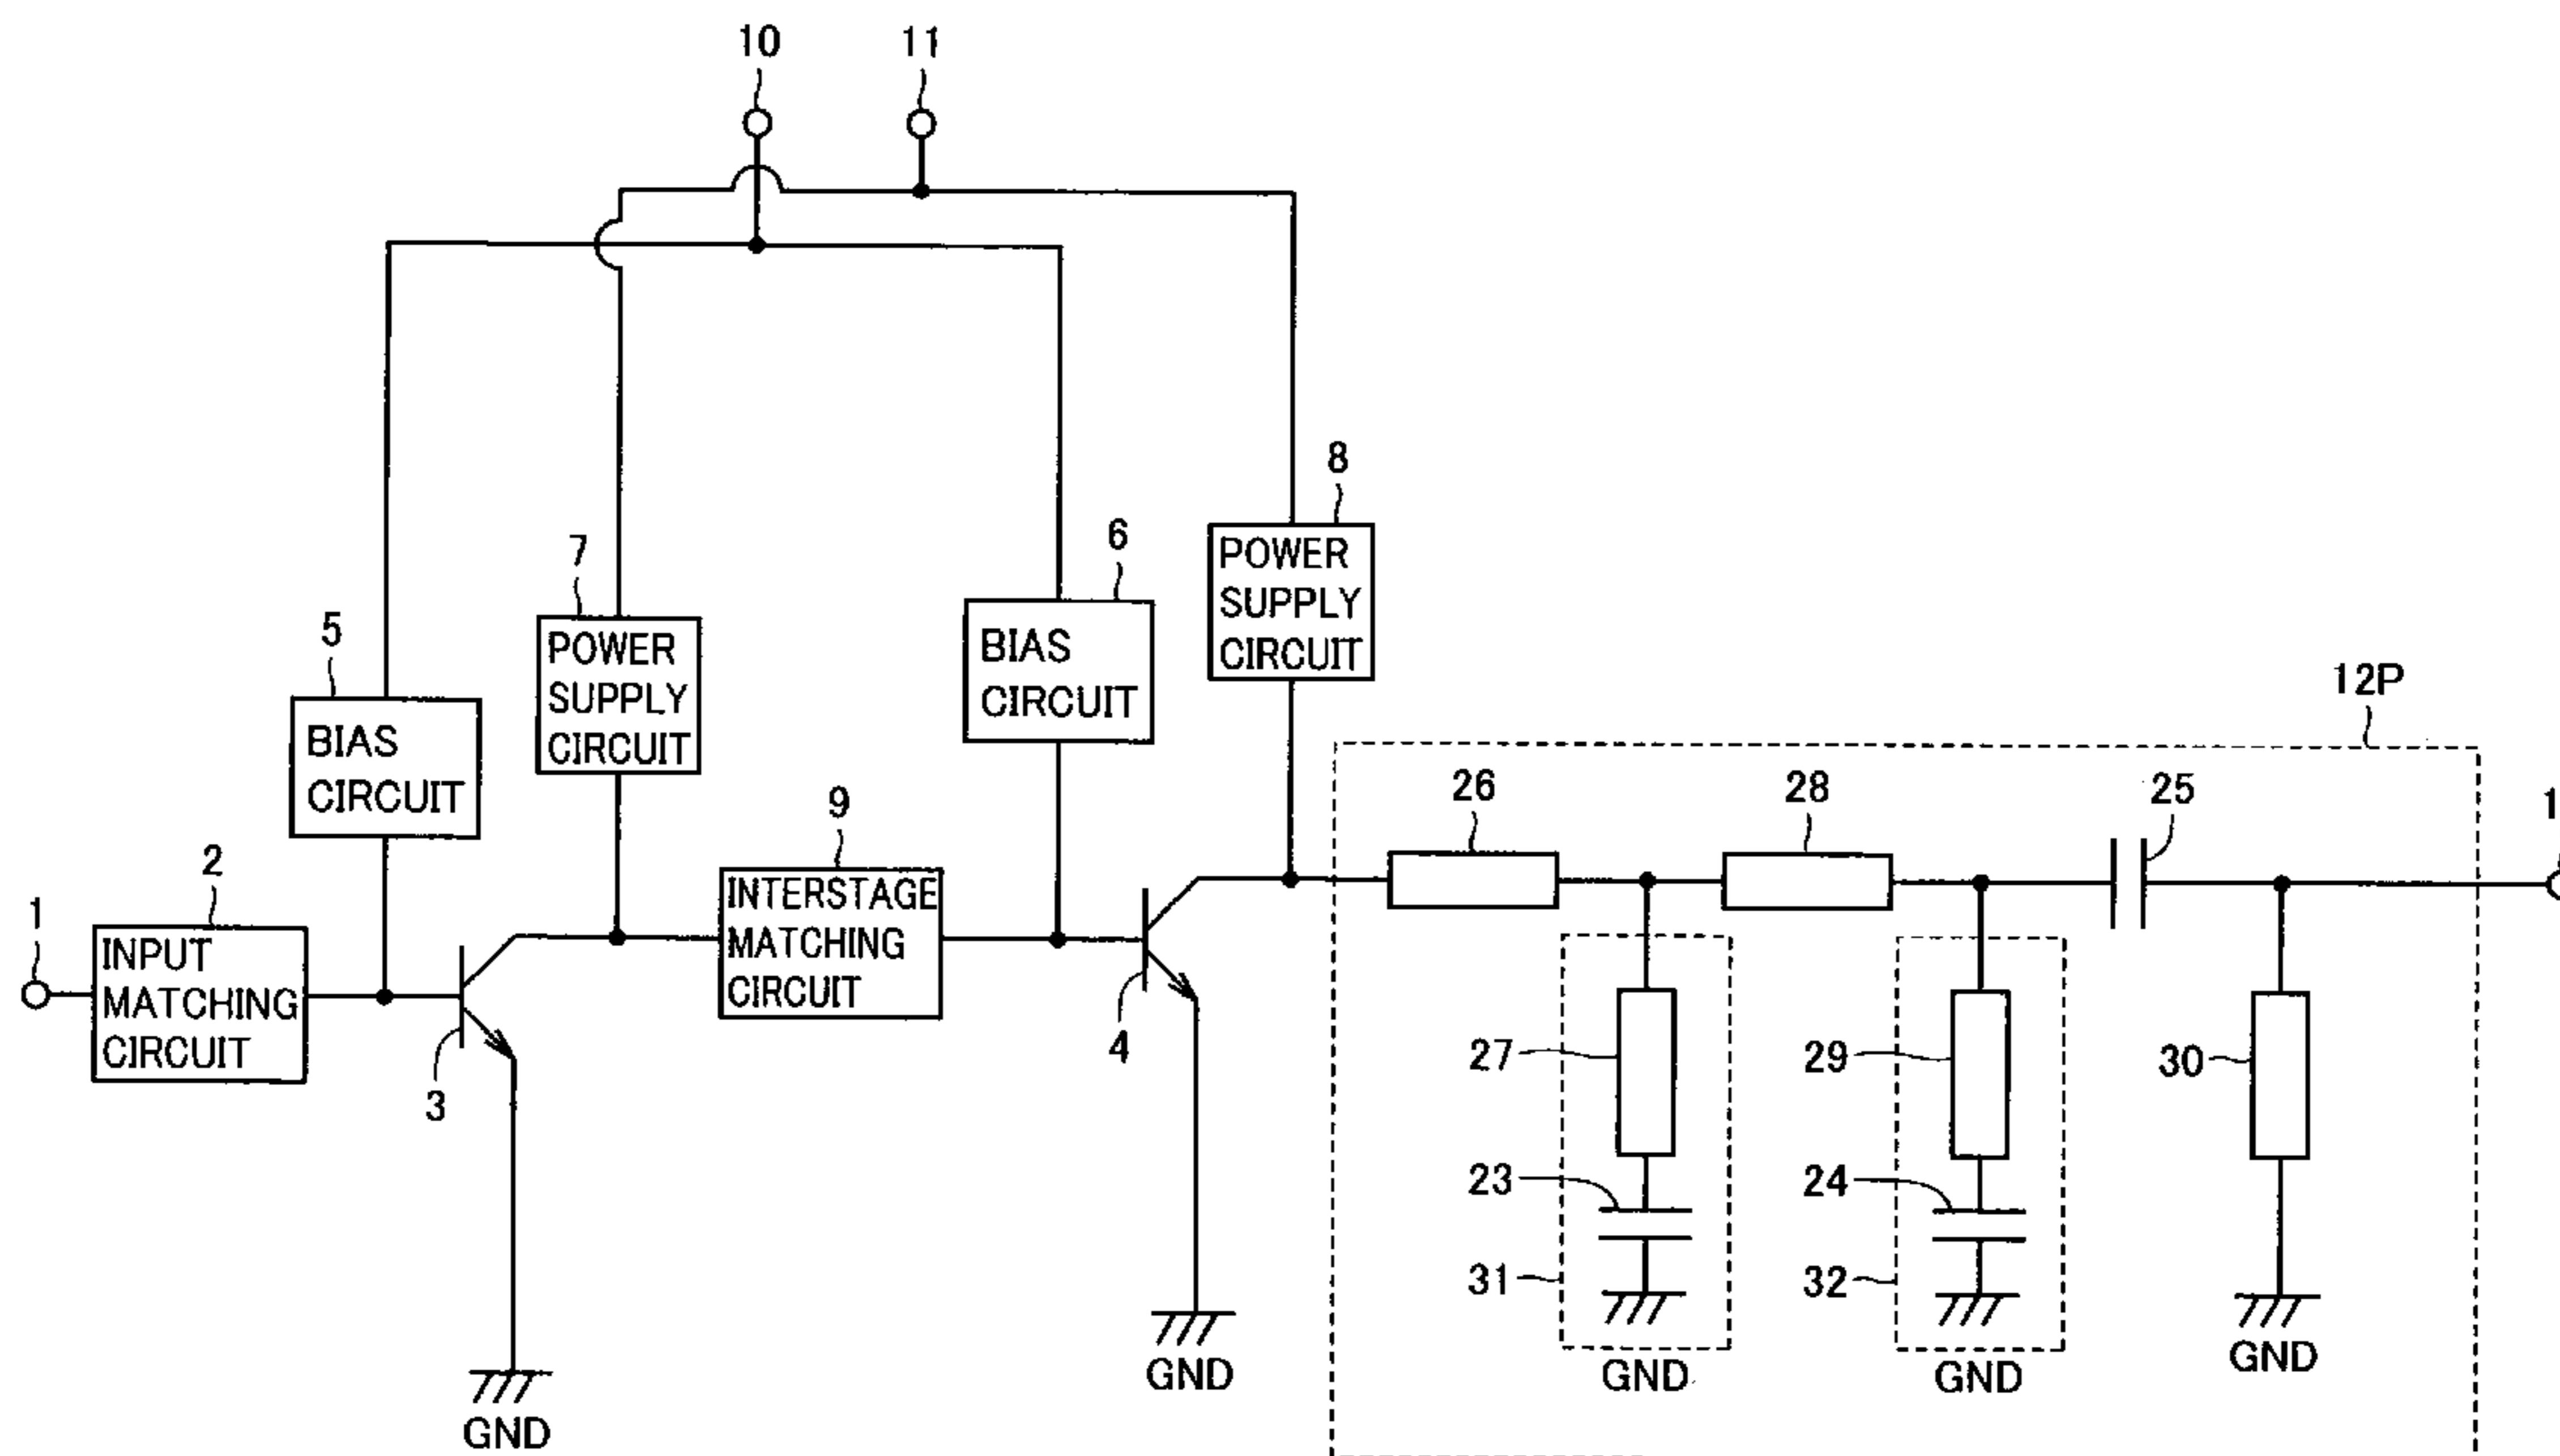 10
11
8
POWER
SUPPLY
CIRCUIT
7
POWER
SUPPLY
CIRCUIT
6
BIAS
CIRCUIT
5
BIAS
CIRCUIT
12P
26
28
25
1
9
INTERSTAGE
MATCHING
CIRCUIT
2
INPUT
MATCHING
CIRCUIT
1
3
4
27
29
30
23
24
31
32
GND
GND
GND
GND
GND